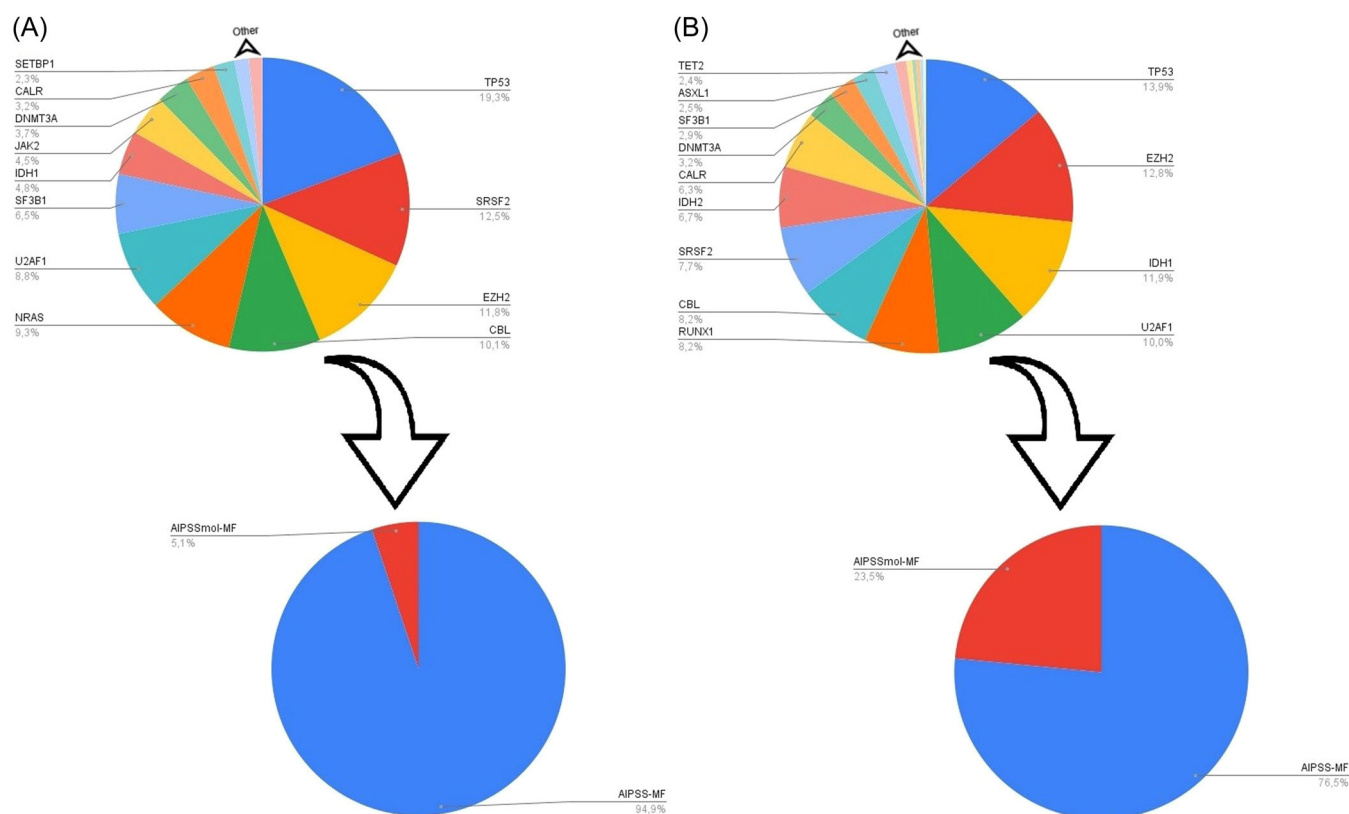 (A)
Other
SETBP1
2,3%
CALR
3,2%
DNMT3A
3,7%
JAK2
4,5%
IDH1
4,8%
SF3B1
6,5%
U2AF1
8,8%
NRAS
9,3%
TP53
19,3%
SRSF2
12,5%
EZH2
11,8%
CBL
10,1%
AIPSSmol-MF
5,1%
AIPSS-MF
94,9%
(B)
Other
TET2
2,4%
ASXL1
2,5%
SF3B1
2,9%
DNMT3A
3,2%
CALR
6,3%
IDH2
6,7%
SRSF2
7,7%
CBL
8,2%
RUNX1
8,2%
TP53
13,9%
EZH2
12,8%
IDH1
11,9%
U2AF1
10,0%
AIPSSmol-MF
23,5%
AIPSS-MF
76,5%